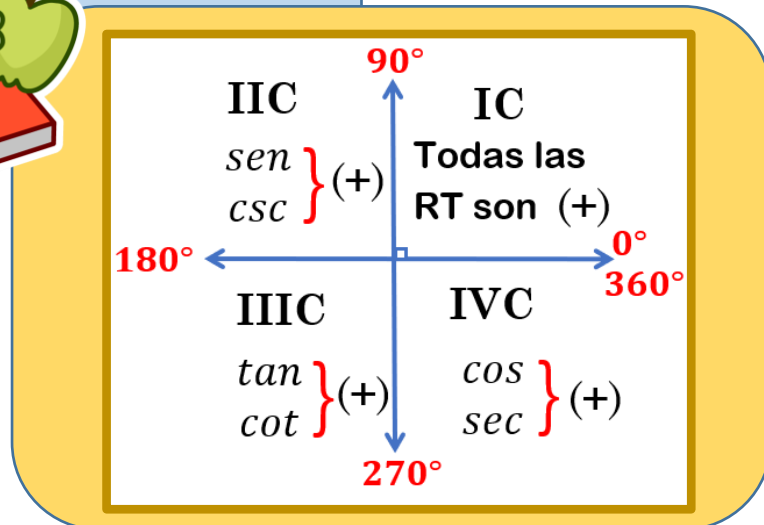 90°
IIC
sen
csc
} (+)
IC
Todas las
RT son (+)
180°
0°
360°
IIIC
tan
cot
} (+)
IVC
cos
sec
} (+)
270°